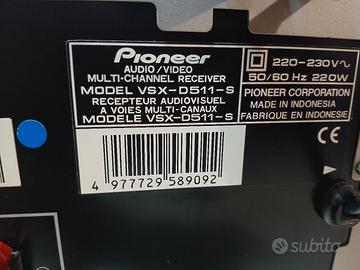 Pioneer
AUDIO/VIDEO
MULTI-CHANNEL RECEIVER
MODEL VSX-D511-S
RECEPTEUR AUDIOVISUEL
A VOIES MULTI-CANAUX
MODELE VSX-D511-S
220-230V~
50/60 Hz 220W
PIONEER CORPORATION
MADE IN INDONESIA
FABRIQUE EN INDONESIE
CE
4 977729 589092
subito